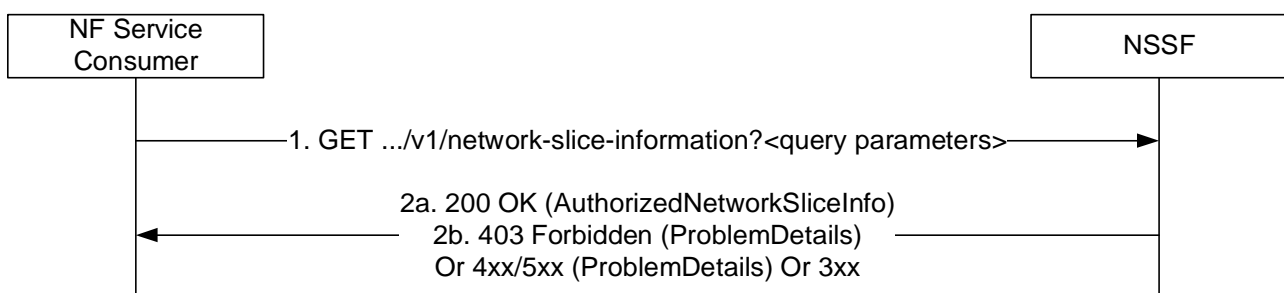 NF Service
Consumer
NSSF
1. GET .../v1/network-slice-information?<query parameters>
2a. 200 OK (AuthorizedNetworkSliceInfo)
2b. 403 Forbidden (ProblemDetails)
Or 4xx/5xx (ProblemDetails) Or 3xx